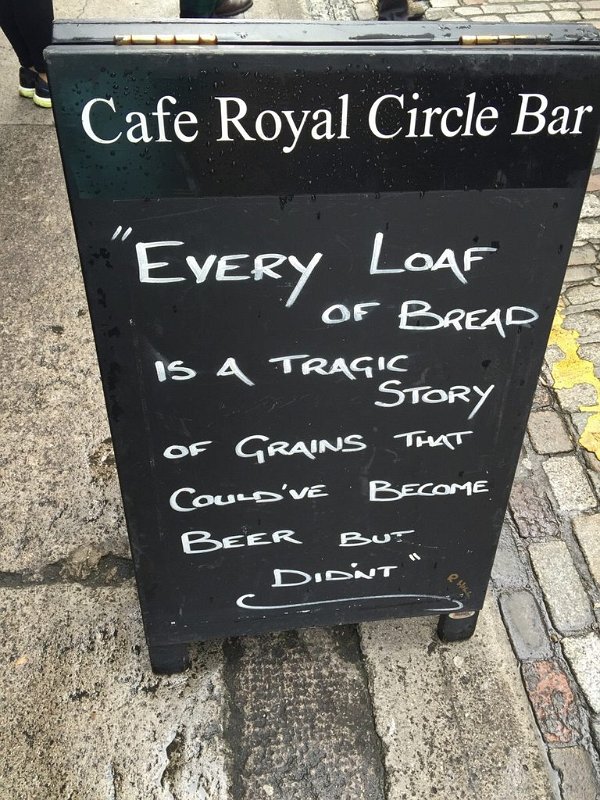 Cafe Royal Circle Bar
"EVERY LOAF
OF BREAD
IS A TRAGIC
STORY
OF GRAINS THAT
COULD'VE BECOME
BEER BUT
DIDN'T"